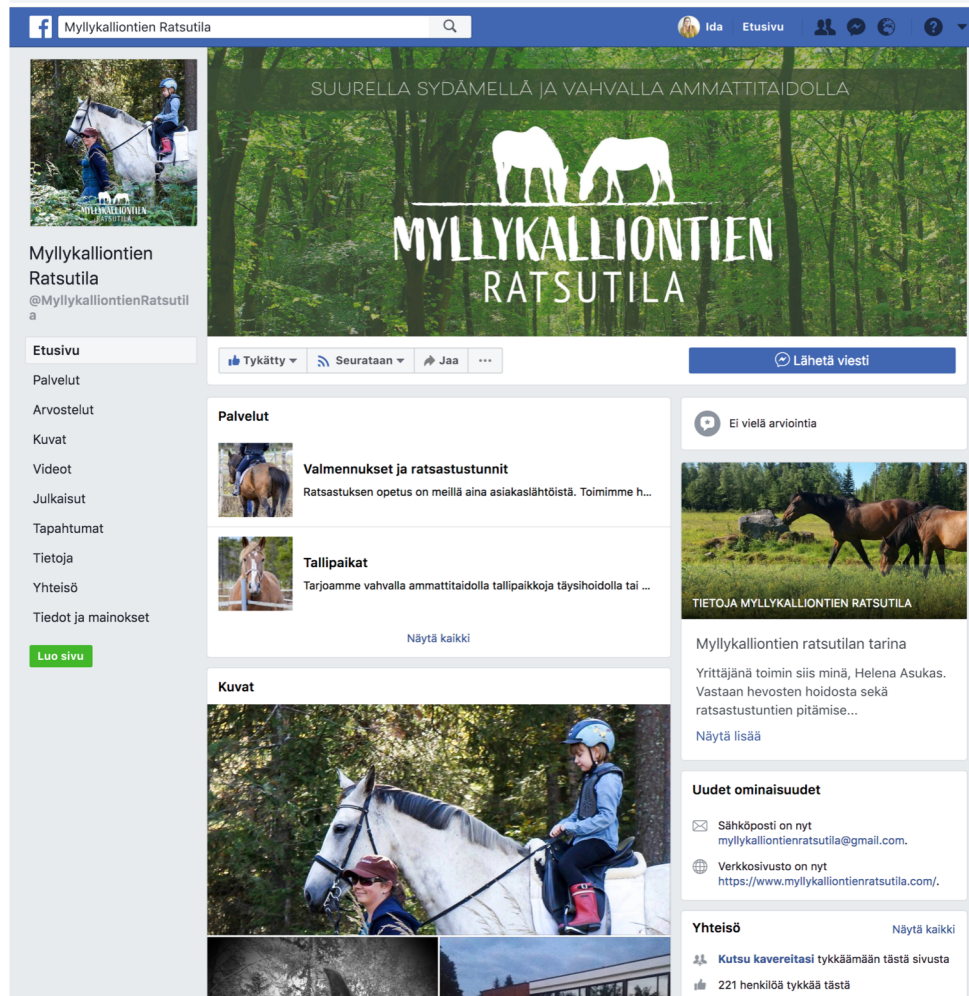 Myllykalliontien Ratsutila
Ida
Etusivu
?
MYLLYKALLIONTIEN
RATSUTILA
Myllykalliontien
Ratsutila
@MyllykalliontienRatsutil
a
Etusivu
Palvelut
Arvostelut
Kuvat
Videot
Julkaisut
Tapahtumat
Tietoja
Yhteisö
Tiedot ja mainokset
Luo sivu
SUURELLA SYDÄMELLÄ JA VAHVALLA AMMATTITAIDOLLA
MYLLYKALLIONTIEN
RATSUTILA
Tykätty
Seurataan
Jaa
...
Lähetä viesti
Palvelut
Valmennukset ja ratsastustunnit
Ratsastuksen opetus on meillä aina asiakaslähtöistä. Toimimme h...
Tallipaikat
Tarjoamme vahvalla ammattitaidolla tallipaikkoja täysihoidolla tai ...
Näytä kaikki
Kuvat
Ei vielä arviointia
TIETOJA MYLLYKALLIONTIEN RATSUTILA
Myllykalliontien ratsutilan tarina
Yrittäjänä toimin siis minä, Helena Asukas.
Vastaan hevosten hoidosta sekä
ratsastustuntien pitämise...
Näytä lisää
Uudet ominaisuudet
Sähköposti on nyt
myllykalliontienratsutila@gmail.com.
Verkkosivusto on nyt
https://www.myllykalliontienratsutila.com/.
Yhteisö
Näytä kaikki
Kutsu kavereitasi tykkäämään tästä sivusta
221 henkilöä tykkää tästä